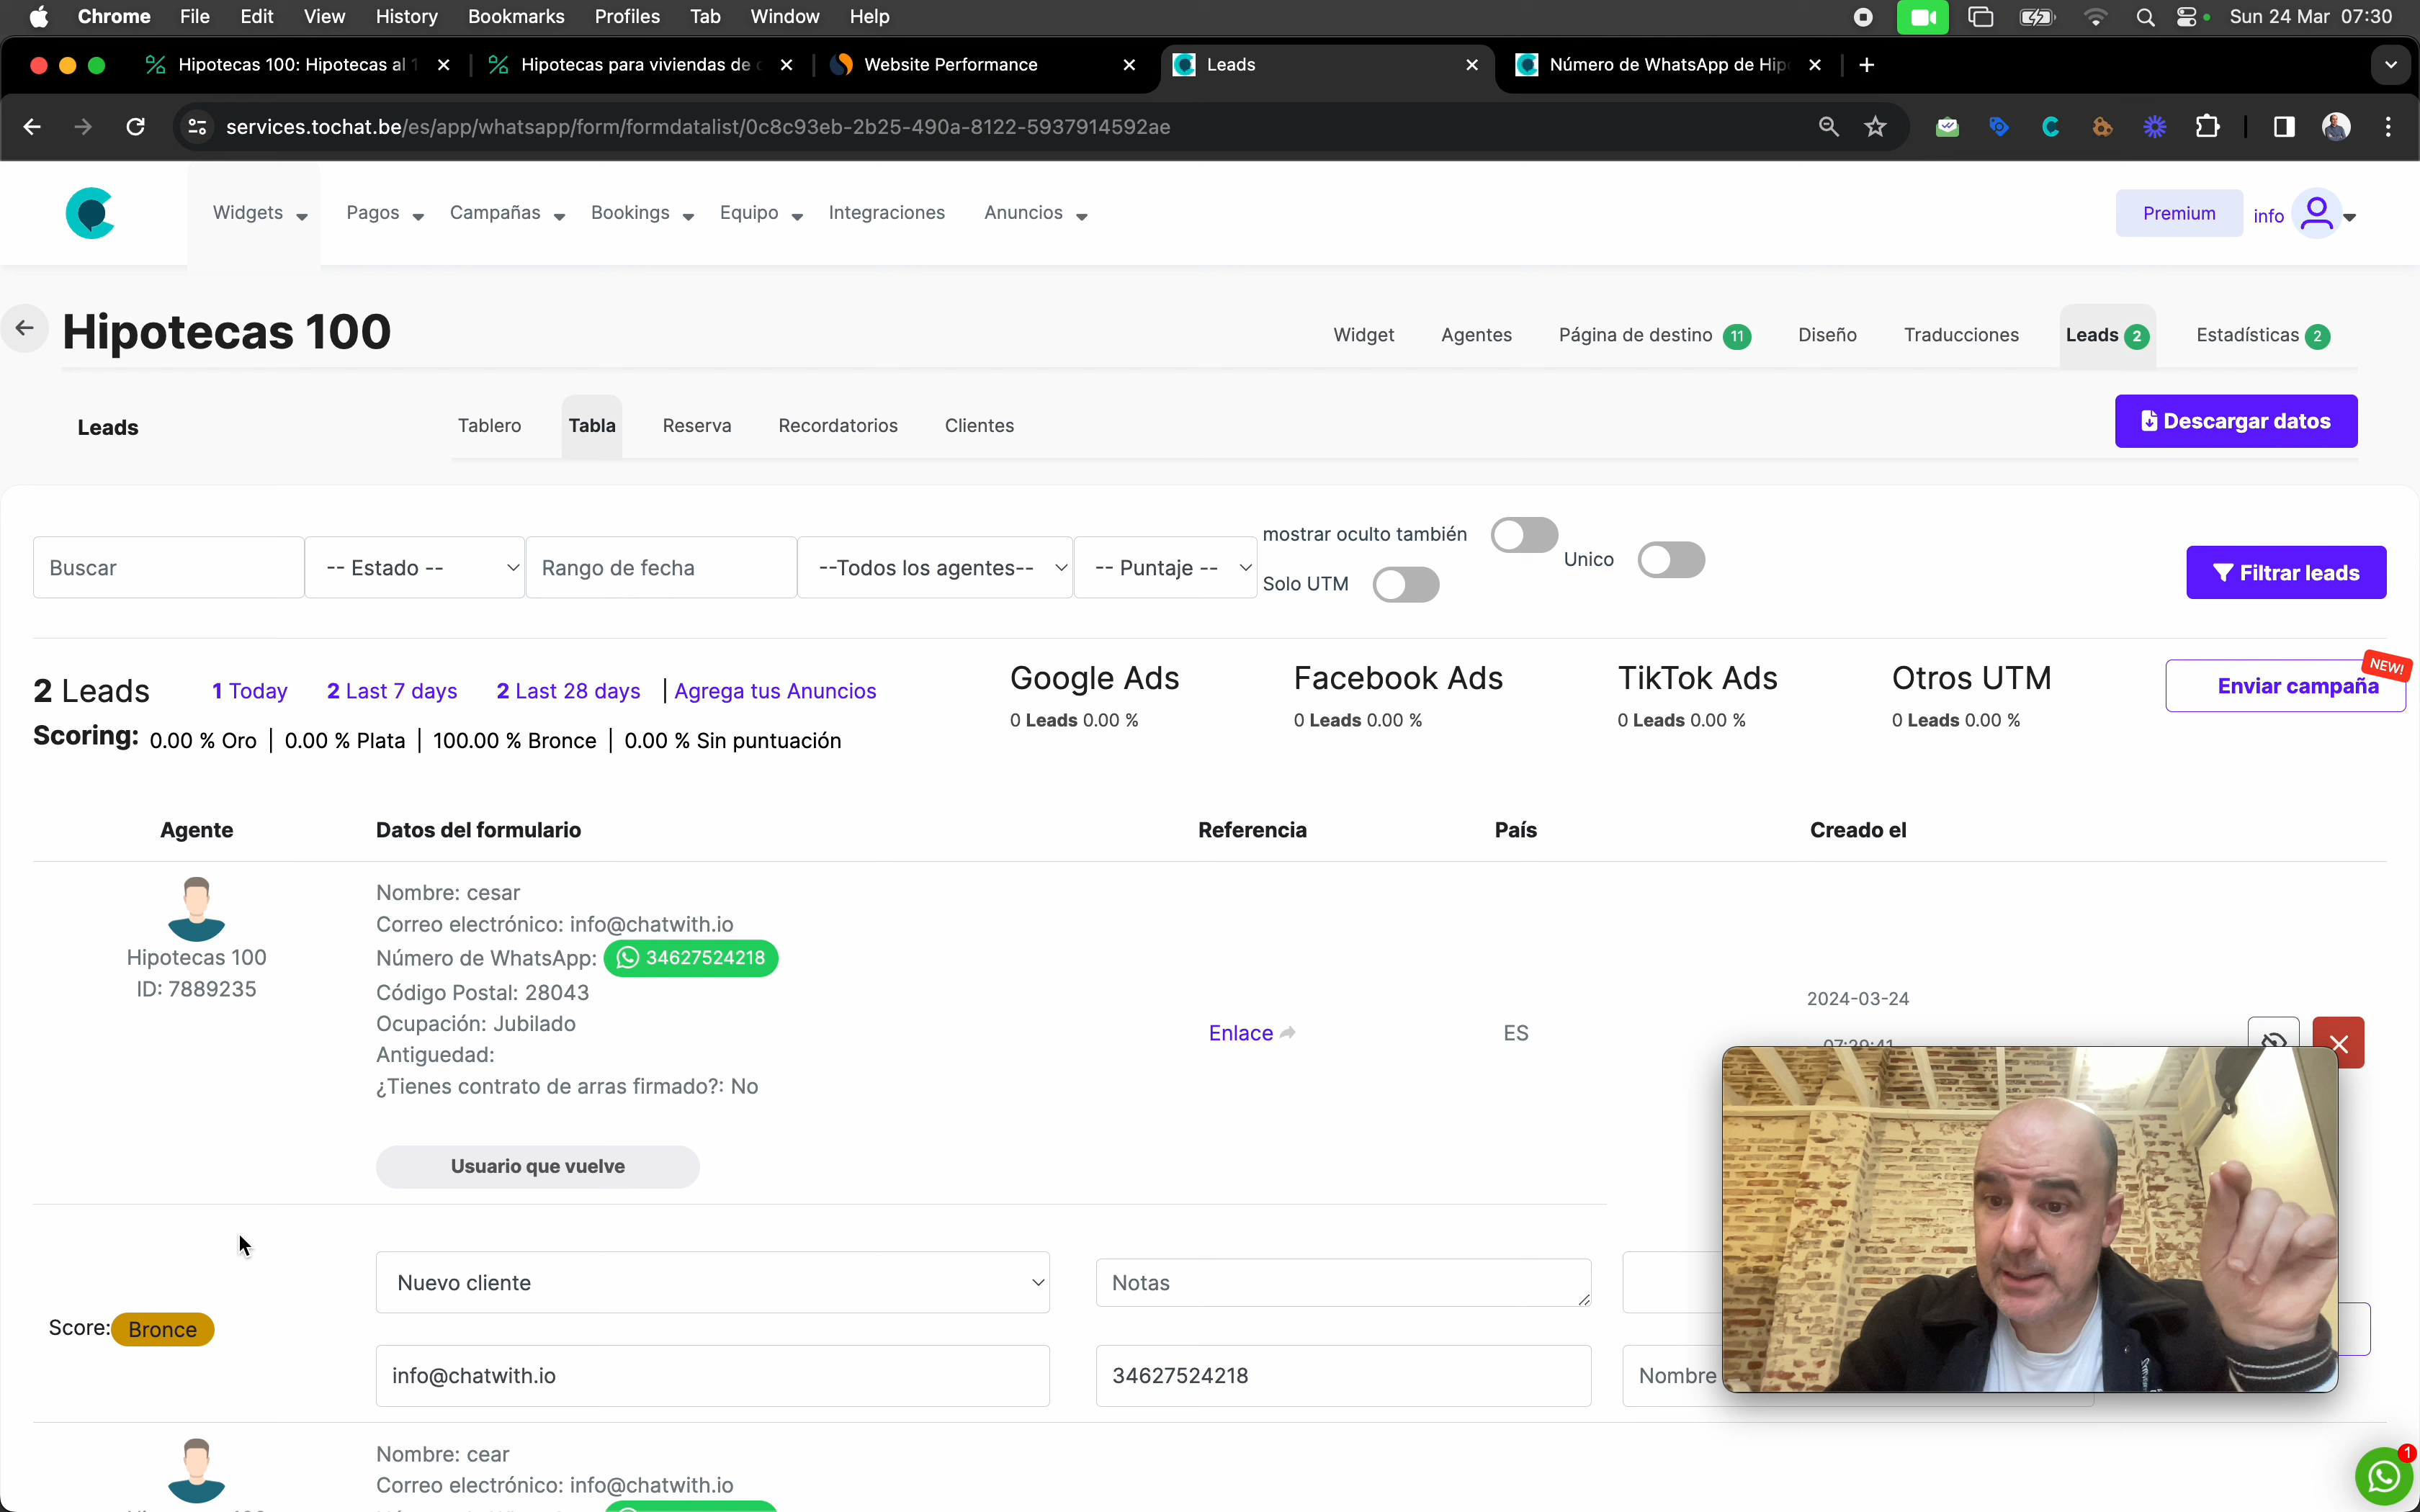 Chrome File Edit View History Bookmarks Profiles Tab Window Help Sun 24 Mar 07:30
Hipotecas 100: Hipotecas al Hipotecas para viviendas de Website Performance Leads Número de WhatsApp de
services.tochat.be/es/app/whatsapp/form/formdatalist/0c8c93eb-2b25-490a-8122-5937914592ae
Widgets Pagos Campañas Bookings Equipo Integraciones Anuncios Premium info
Hipotecas 100
Widget Agentes Página de destino 11 Diseño Traducciones Leads 2 Estadísticas 2
Leads Tablero Tabla Reserva Recordatorios Clientes Descargar datos
mostrar oculto también
Buscar -- Estado -- Rango de fecha --Todos los agentes-- -- Puntaje -- Unico Filtrar leads
Solo UTM
2 Leads 1 Today 2 Last 7 days 2 Last 28 days | Agrega tus Anuncios
Scoring: 0.00 % Oro | 0.00 % Plata | 100.00 % Bronce | 0.00 % Sin puntuación
Google Ads Facebook Ads TikTok Ads Otros UTM
0 Leads 0.00 % 0 Leads 0.00 % 0 Leads 0.00 % 0 Leads 0.00 %
NEW!
Enviar campaña
Agente Datos del formulario Referencia País Creado el
Hipotecas 100
ID: 7889235
Nombre: cesar
Correo electrónico: info@chatwith.io
Número de WhatsApp: 34627524218
Código Postal: 28043
Ocupación: Jubilado
Antiguedad:
¿Tienes contrato de arras firmado?: No
Usuario que vuelve
Enlace
ES
2024-03-24
07:29:41
Score: Bronce
Nuevo cliente Notas
info@chatwith.io 34627524218 Nombre
Nombre: cear
Correo electrónico: info@chatwith.io
1